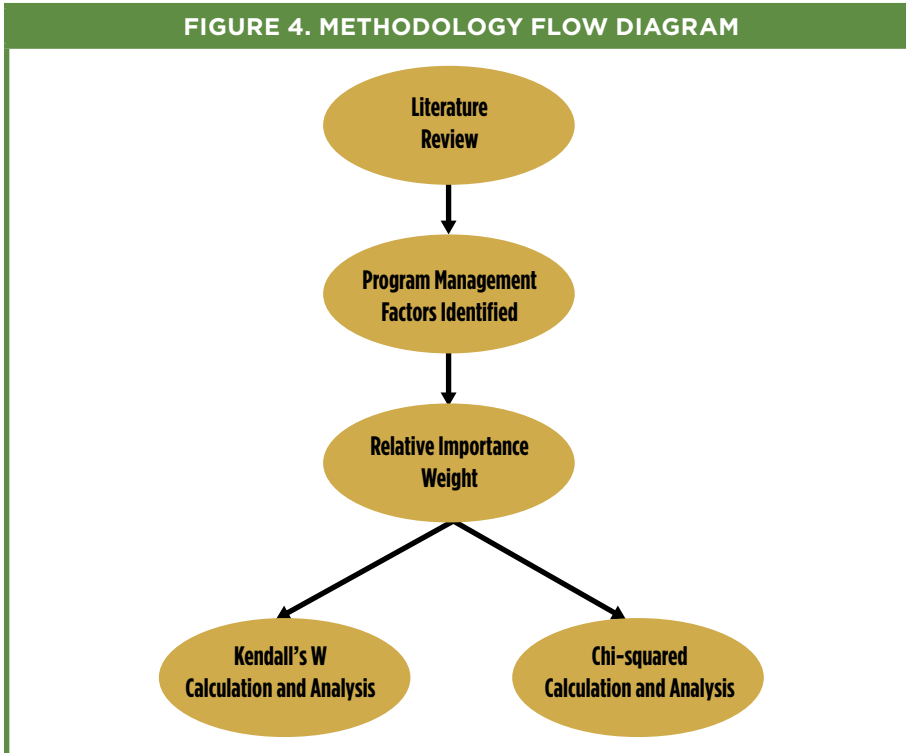 FIGURE 4. METHODOLOGY FLOW DIAGRAM
Literature
Review
Program Management
Factors Identified
Relative Importance
Weight
Kendall's W
Calculation and Analysis
Chi-squared
Calculation and Analysis